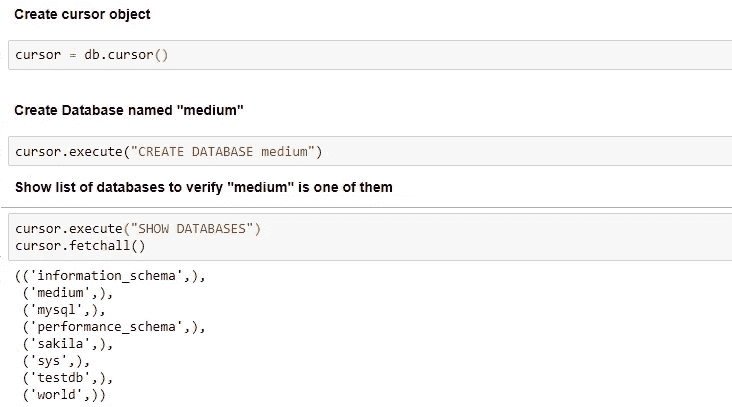 Create cursor object
cursor = db.cursor()
Create Database named "medium"
cursor.execute("CREATE DATABASE medium")
Show list of databases to verify "medium" is one of them
cursor.execute("SHOW DATABASES")
cursor.fetchall()
(('information_schema',),
('medium',),
('mysql',),
('performance_schema',),
('sakila',),
('sys',),
('testdb',),
('world',))